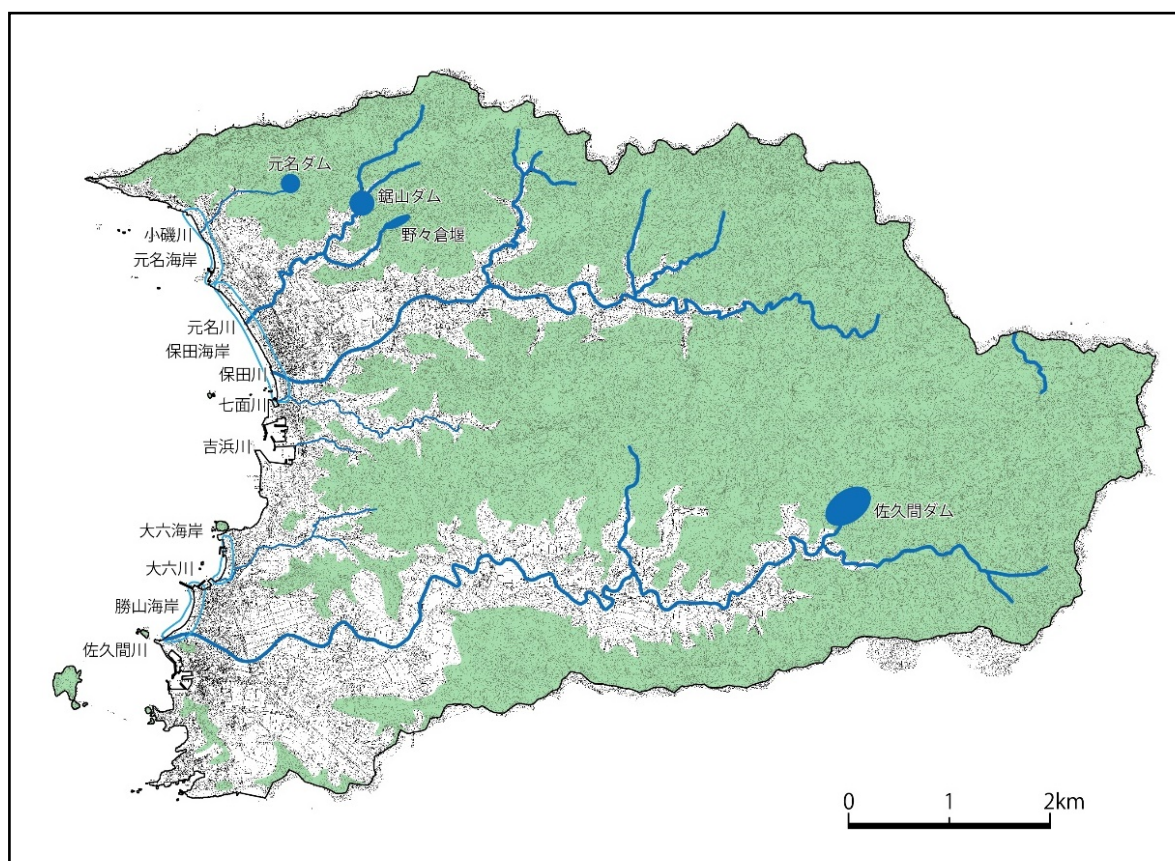 元名ダム
鋸山ダム
小磯川
野々倉堰
元名海岸
元名川
保田海岸
保田川
七面川
吉浜川
佐久間ダム
大六海岸
大六川
勝山海岸
佐久間川
0 1 2km